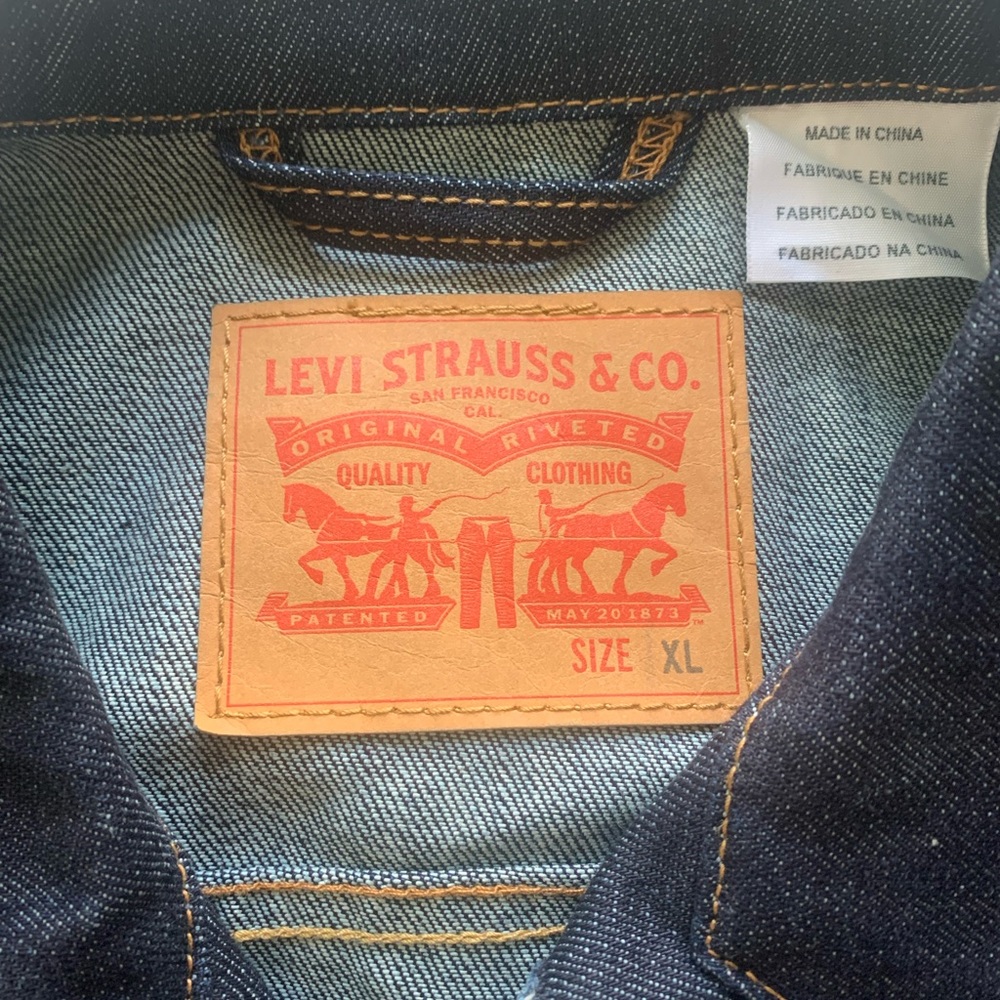 MADE IN CHINA
FABRIQUE EN CHINE
FABRICADO EN CHINA
FABRICADO NA CHINA
LEVI STRAUSS & CO.
SAN FRANCISCO
CAL.
ORIGINAL RIVETED
QUALITY CLOTHING
PATENTED MAY 20 1873 ™
SIZE XL